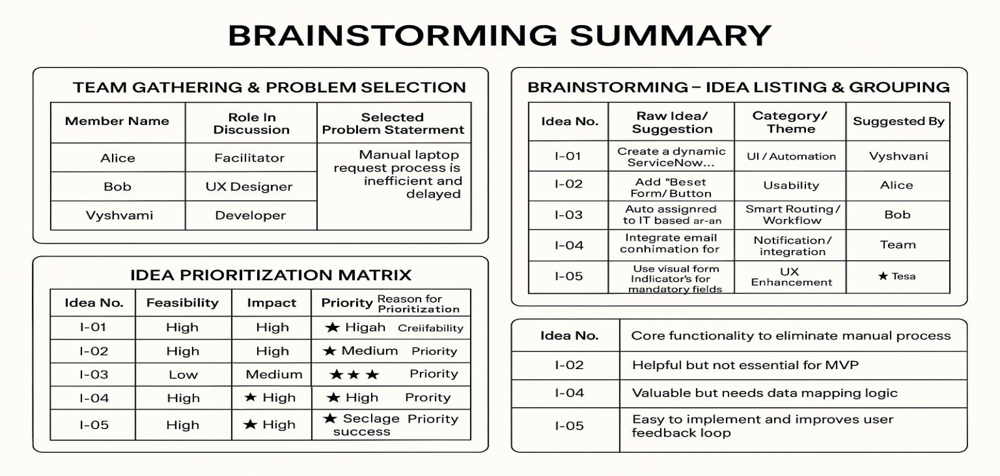 BRAINSTORMING SUMMARY
TEAM GATHERING & PROBLEM SELECTION
Member Name
Role In
Discussion
Selected
Problem Staterment
Alice
Facilitator
Manual laptop
request process is
inefficient and
delayed
Bob
UX Designer
Vyshvami
Developer
IDEA PRIORITIZATION MATRIX
Idea No.
Feasibility
Impact
Priority
Reason for
Prioritization
I-01
High
High
★ Higah
Creiifability
I-02
High
High
★ Medium
Priority
I-03
Low
Medium
★ ★ ★
Priority
I-04
High
★ High
★ High
Prority
I-05
High
★ High
★ Seclage
success
Priority
BRAINSTORMING – IDEA LISTING & GROUPING
Idea No.
Raw Idea/
Suggestion
Category/
Theme
Suggested By
I-01
Create a dynamic
ServiceNow...
UI / Automation
Vyshvani
I-02
Add "Beset
Form/ Button
Usability
Alice
I-03
Auto assignred
to IT based ar-an
Smart Routing /
Workflow
Bob
I-04
Integrate email
conhimation for
Notification /
integration
Team
I-05
Use visual form
Indlicator's for
mandatory fields
UX
Enhancement
★ Tesa
Idea No.
Core functionality to eliminate manual process
I-02
Helpful but not essential for MVP
I-04
Valuable but needs data mapping logic
I-05
Easy to implement and improves user
feedback loop